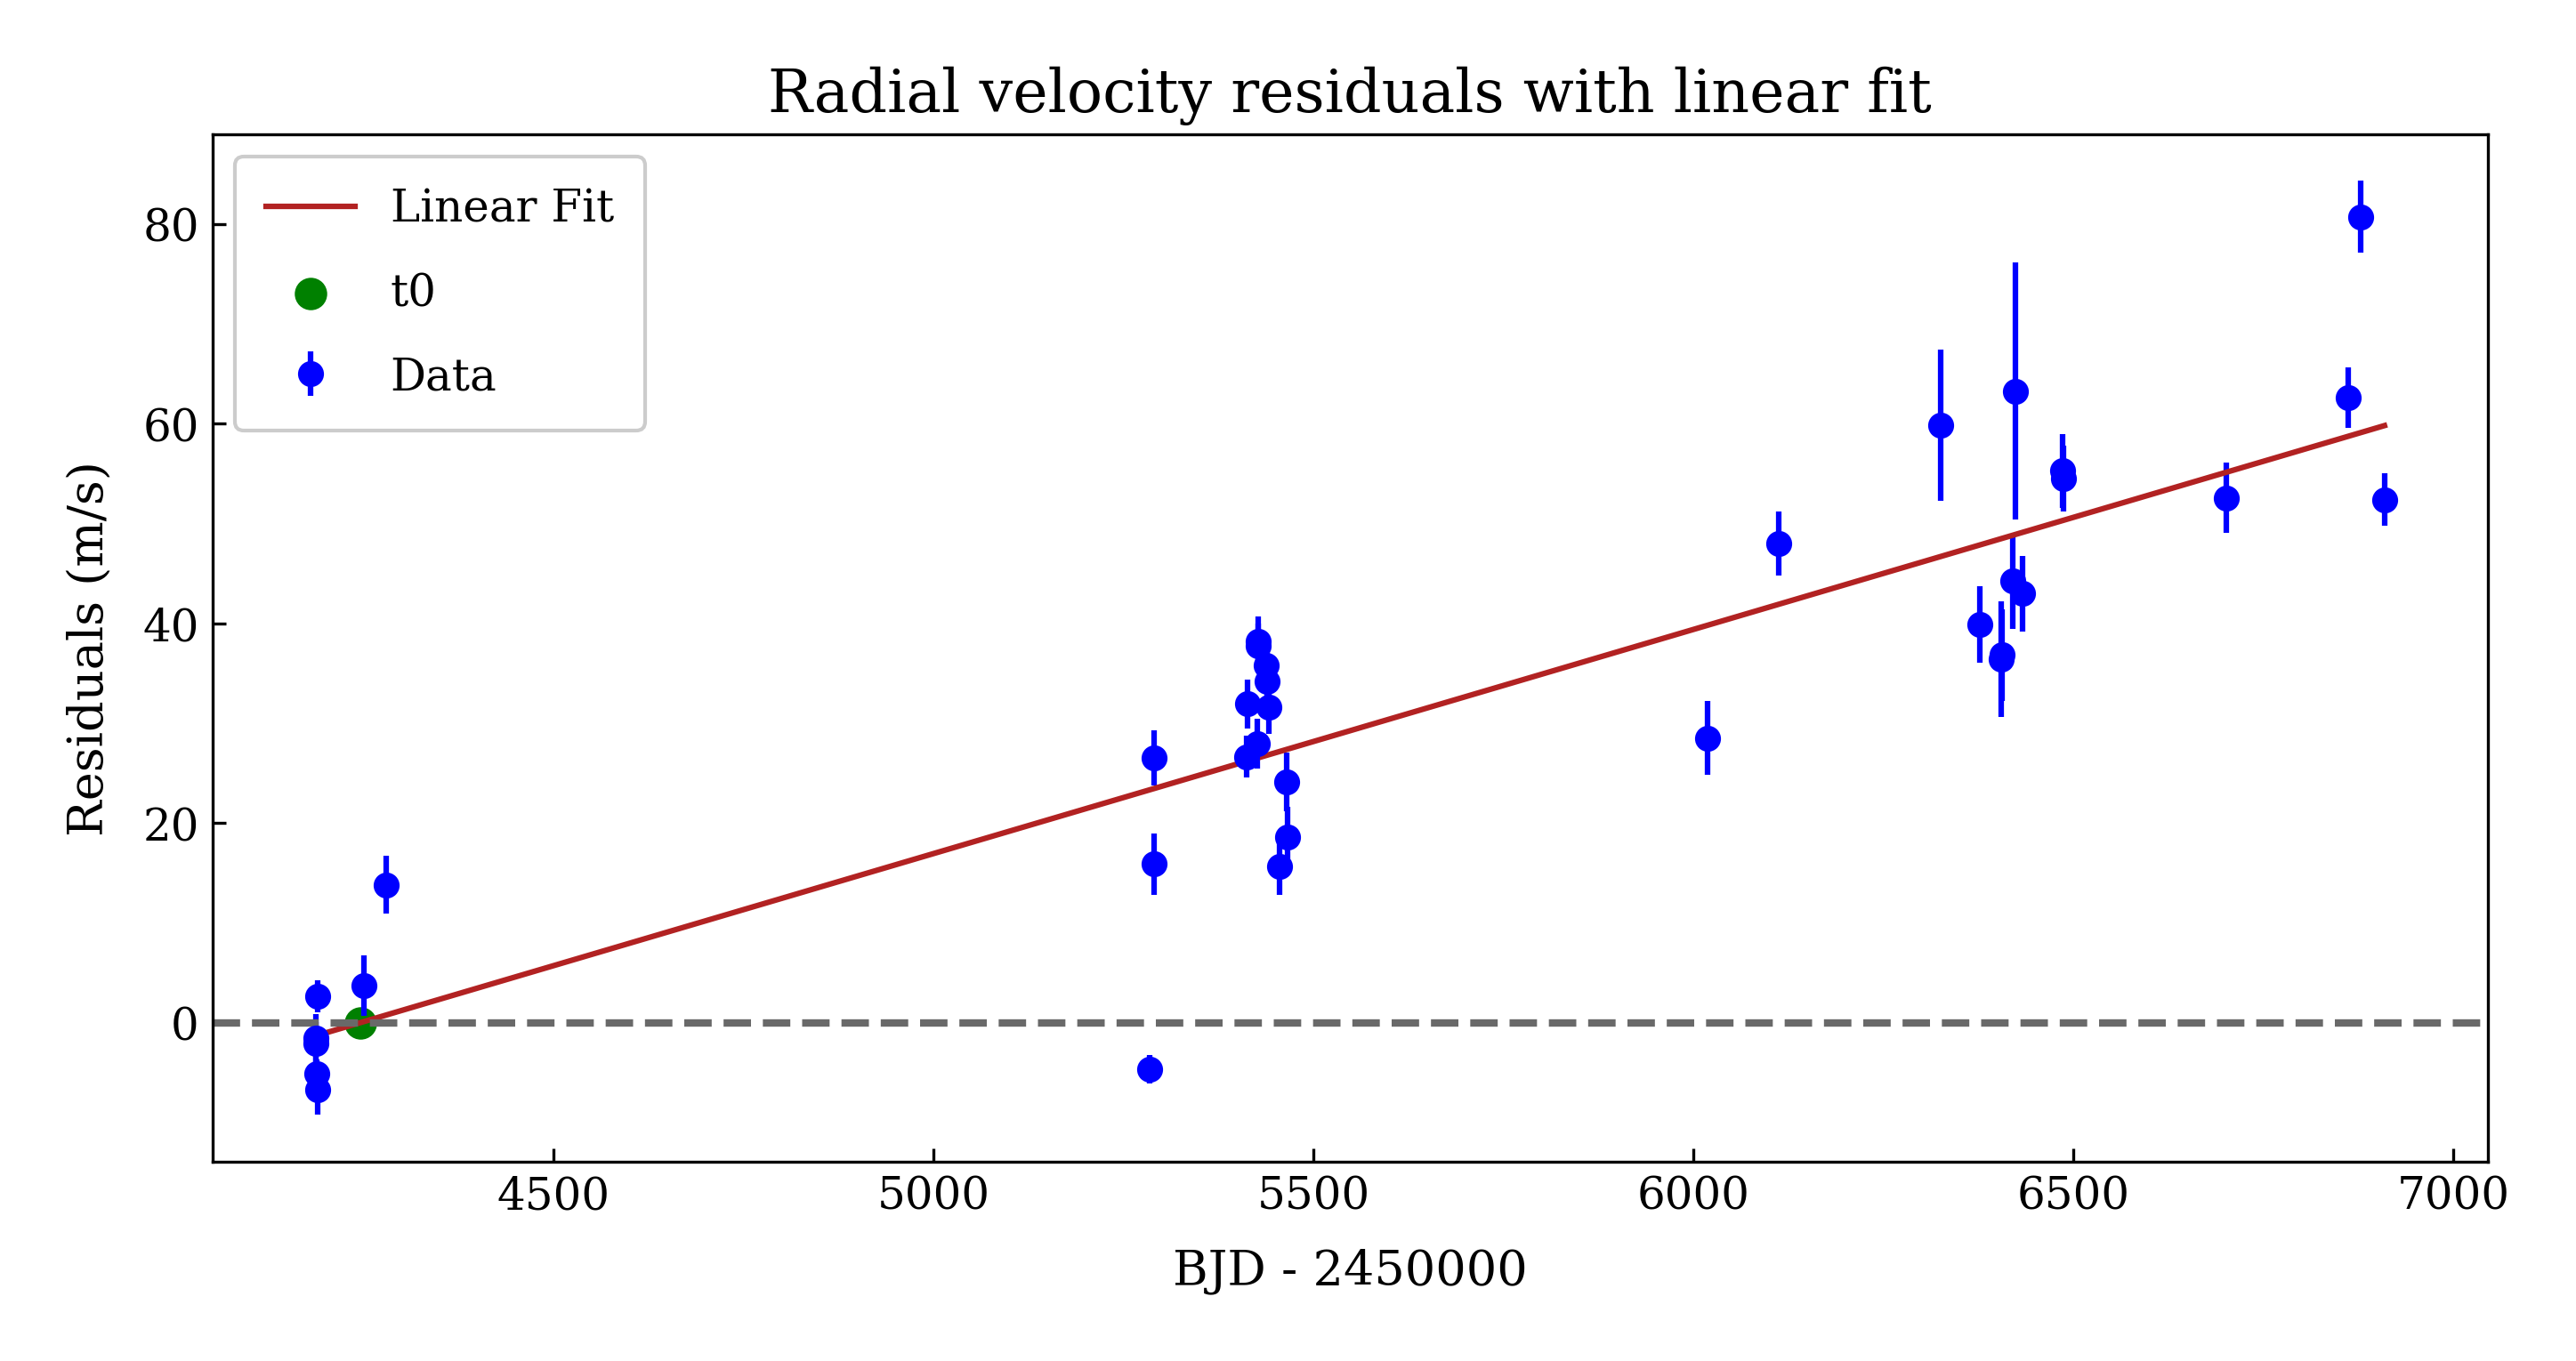 Radial velocity residuals with linear fit
Linear Fit
t0
Data
80
60
40
20
0
Residuals (m/s)
4500 5000 5500 6000 6500 7000
BJD - 2450000